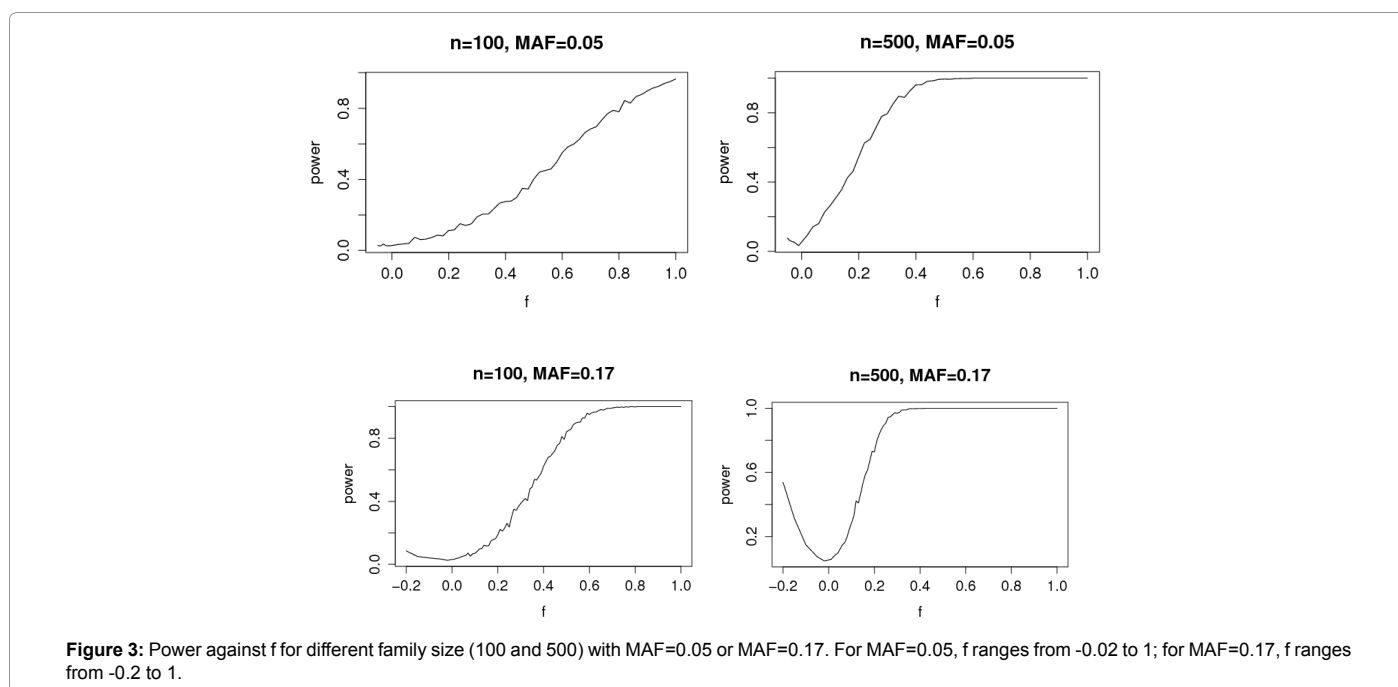 n=100, MAF=0.05
power
0.0 0.4 0.8
0.0 0.2 0.4 0.6 0.8 1.0
f
n=500, MAF=0.05
power
0.0 0.4 0.8
0.0 0.2 0.4 0.6 0.8 1.0
f
n=100, MAF=0.17
power
0.0 0.4 0.8
−0.2 0.0 0.2 0.4 0.6 0.8 1.0
f
n=500, MAF=0.17
power
0.2 0.6 1.0
−0.2 0.0 0.2 0.4 0.6 0.8 1.0
f
Figure 3: Power against f for different family size (100 and 500) with MAF=0.05 or MAF=0.17. For MAF=0.05, f ranges from -0.02 to 1; for MAF=0.17, f ranges
from -0.2 to 1.